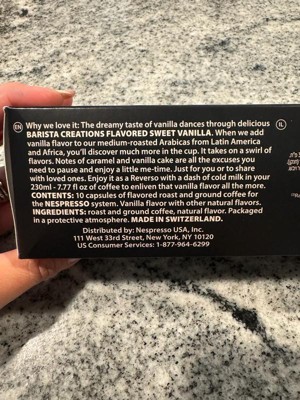 EN Why we love it: The dreamy taste of vanilla dances through delicious IL
BARISTA CREATIONS FLAVORED SWEET VANILLA. When we add
vanilla flavor to our medium-roasted Arabicas from Latin America
and Africa, you'll discover much more in the cup. It takes on a swirl of
flavors. Notes of caramel and vanilla cake are all the excuses you
need to pause and enjoy a little me-time. Just for you or to share
with loved ones. Enjoy it as a Reverso with a dash of cold milk in your
230ml - 7.77 fl oz of coffee to enliven that vanilla flavor all the more.
CONTENTS: 10 capsules of flavored roast and ground coffee for
the NESPRESSO system. Vanilla flavor with other natural flavors.
INGREDIENTS: roast and ground coffee, natural flavor. Packaged
in a protective atmosphere. MADE IN SWITZERLAND.
Distributed by: Nespresso USA, Inc.
111 West 33rd Street, New York, NY 10120
US Consumer Services: 1-877-964-6299